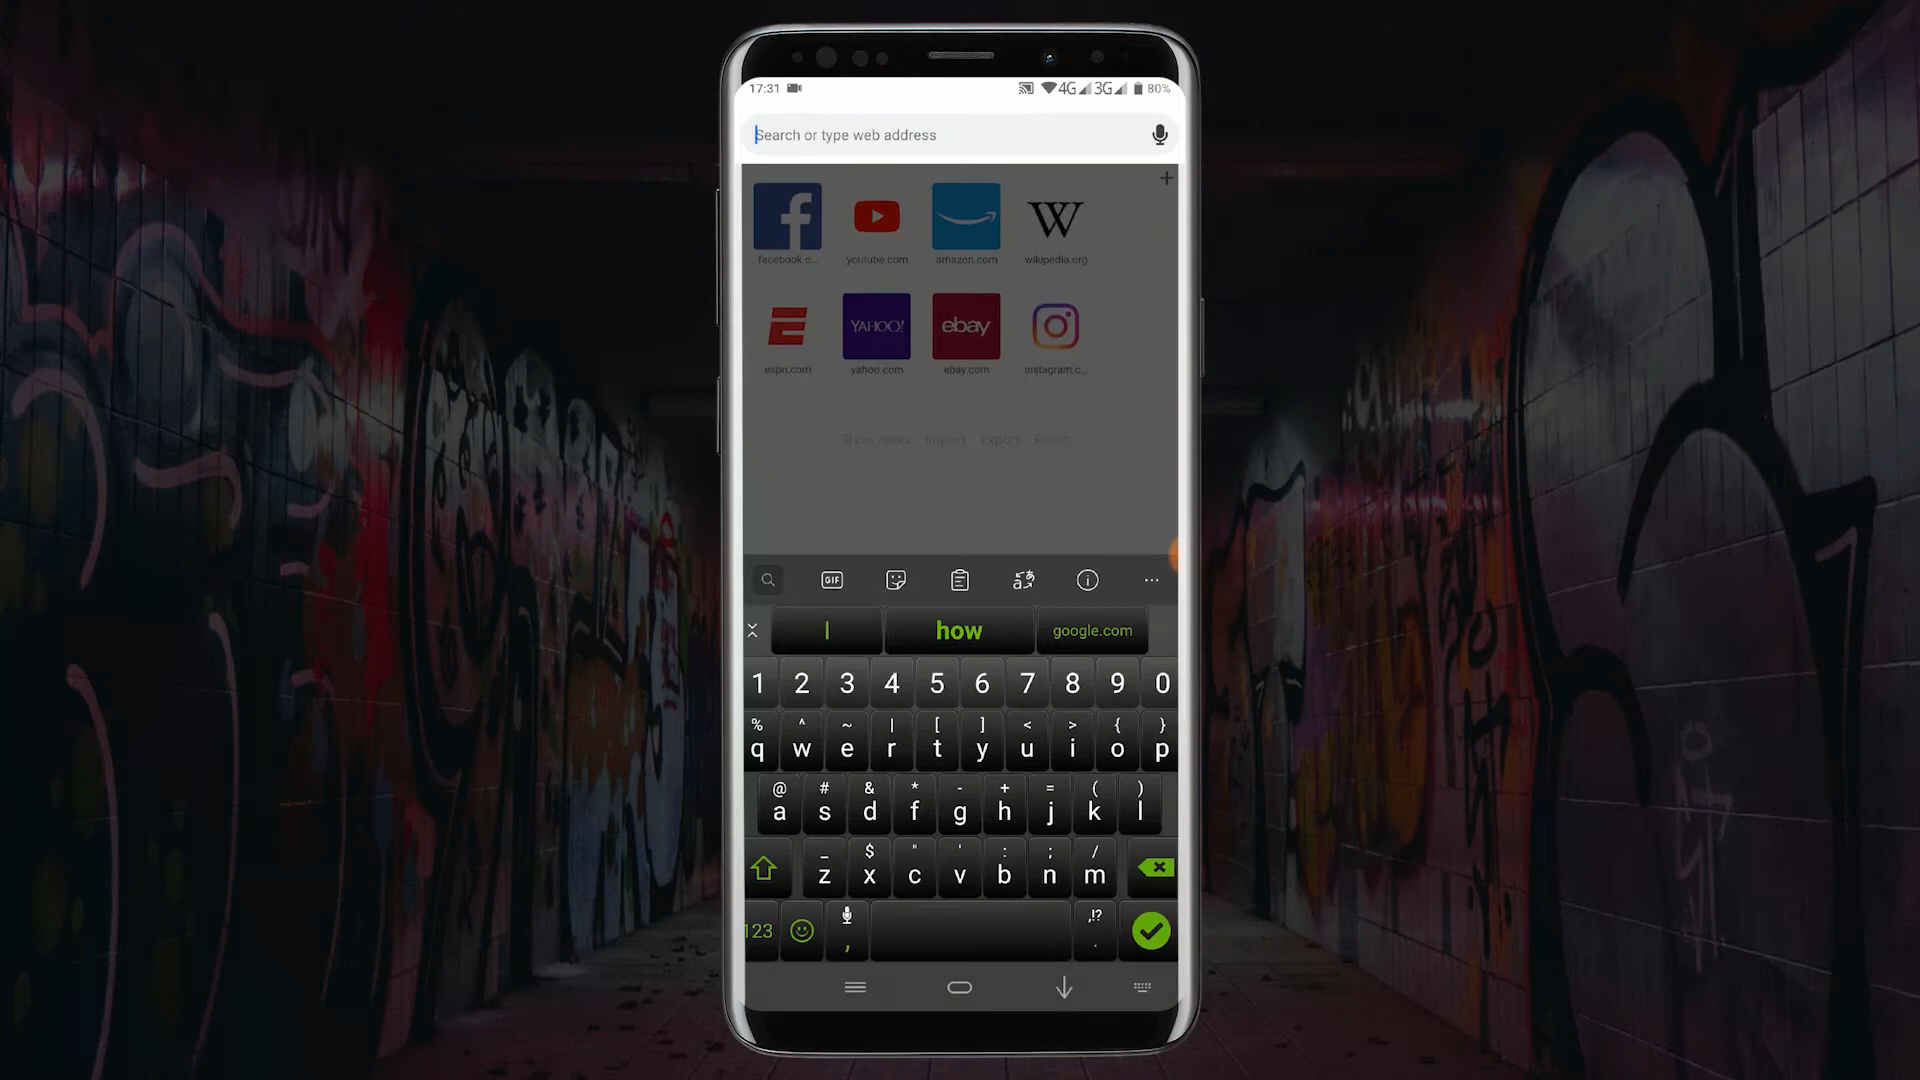 17:31 4G 3G 80%
Search or type web address
facebook.c... youtube.com amazon.com wikipedia.org
YAHOO! ebay
espn.com yahoo.com ebay.com instagram.c...
Show news Import Export Reset
GIF
I how google.com
1 2 3 4 5 6 7 8 9 0
% ^ ~ | [ ] < > { }
q w e r t y u i o p
@ # & * - + = ( )
a s d f g h j k l
_ $ " ' : ; /
z x c v b n m
,!?
123 , .